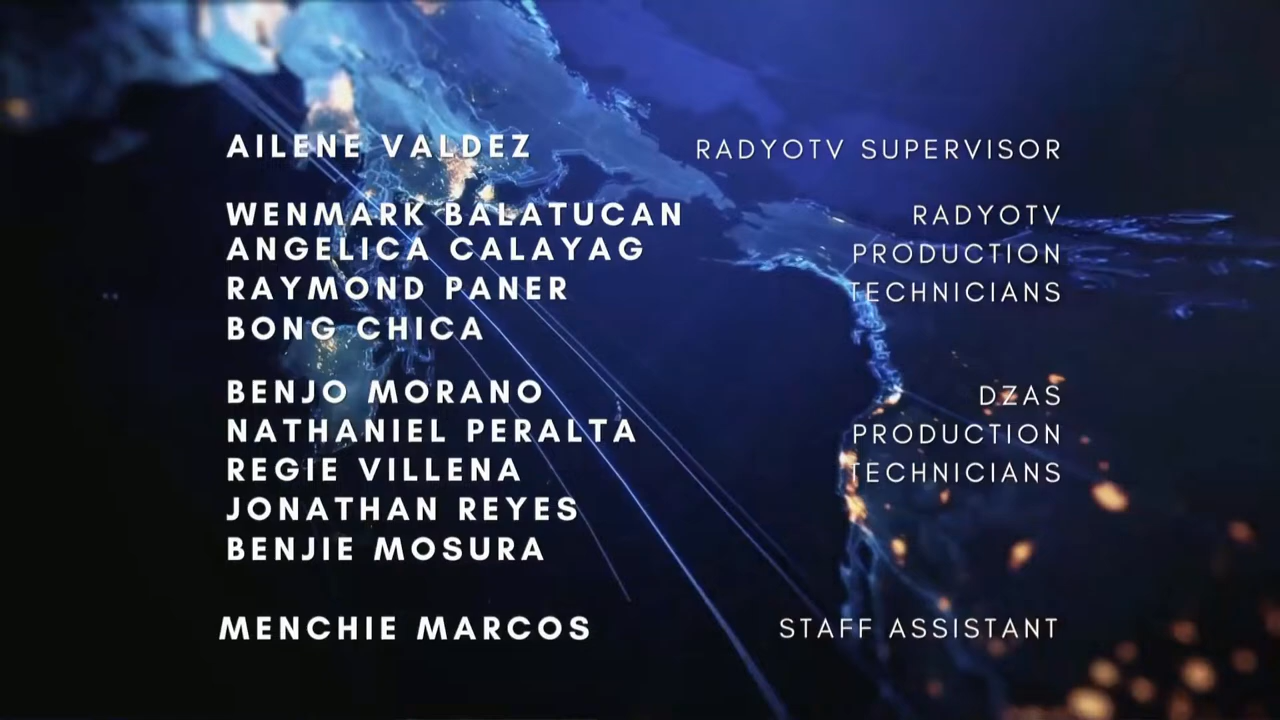 AILENE VALDEZ RADYOTV SUPERVISOR
WENMARK BALATUCAN RADYOTV
ANGELICA CALAYAG PRODUCTION
RAYMOND PANER TECHNICIANS
BONG CHICA
BENJO MORANO DZAS
NATHANIEL PERALTA PRODUCTION
REGIE VILLENA TECHNICIANS
JONATHAN REYES
BENJIE MOSURA
MENCHIE MARCOS STAFF ASSISTANT